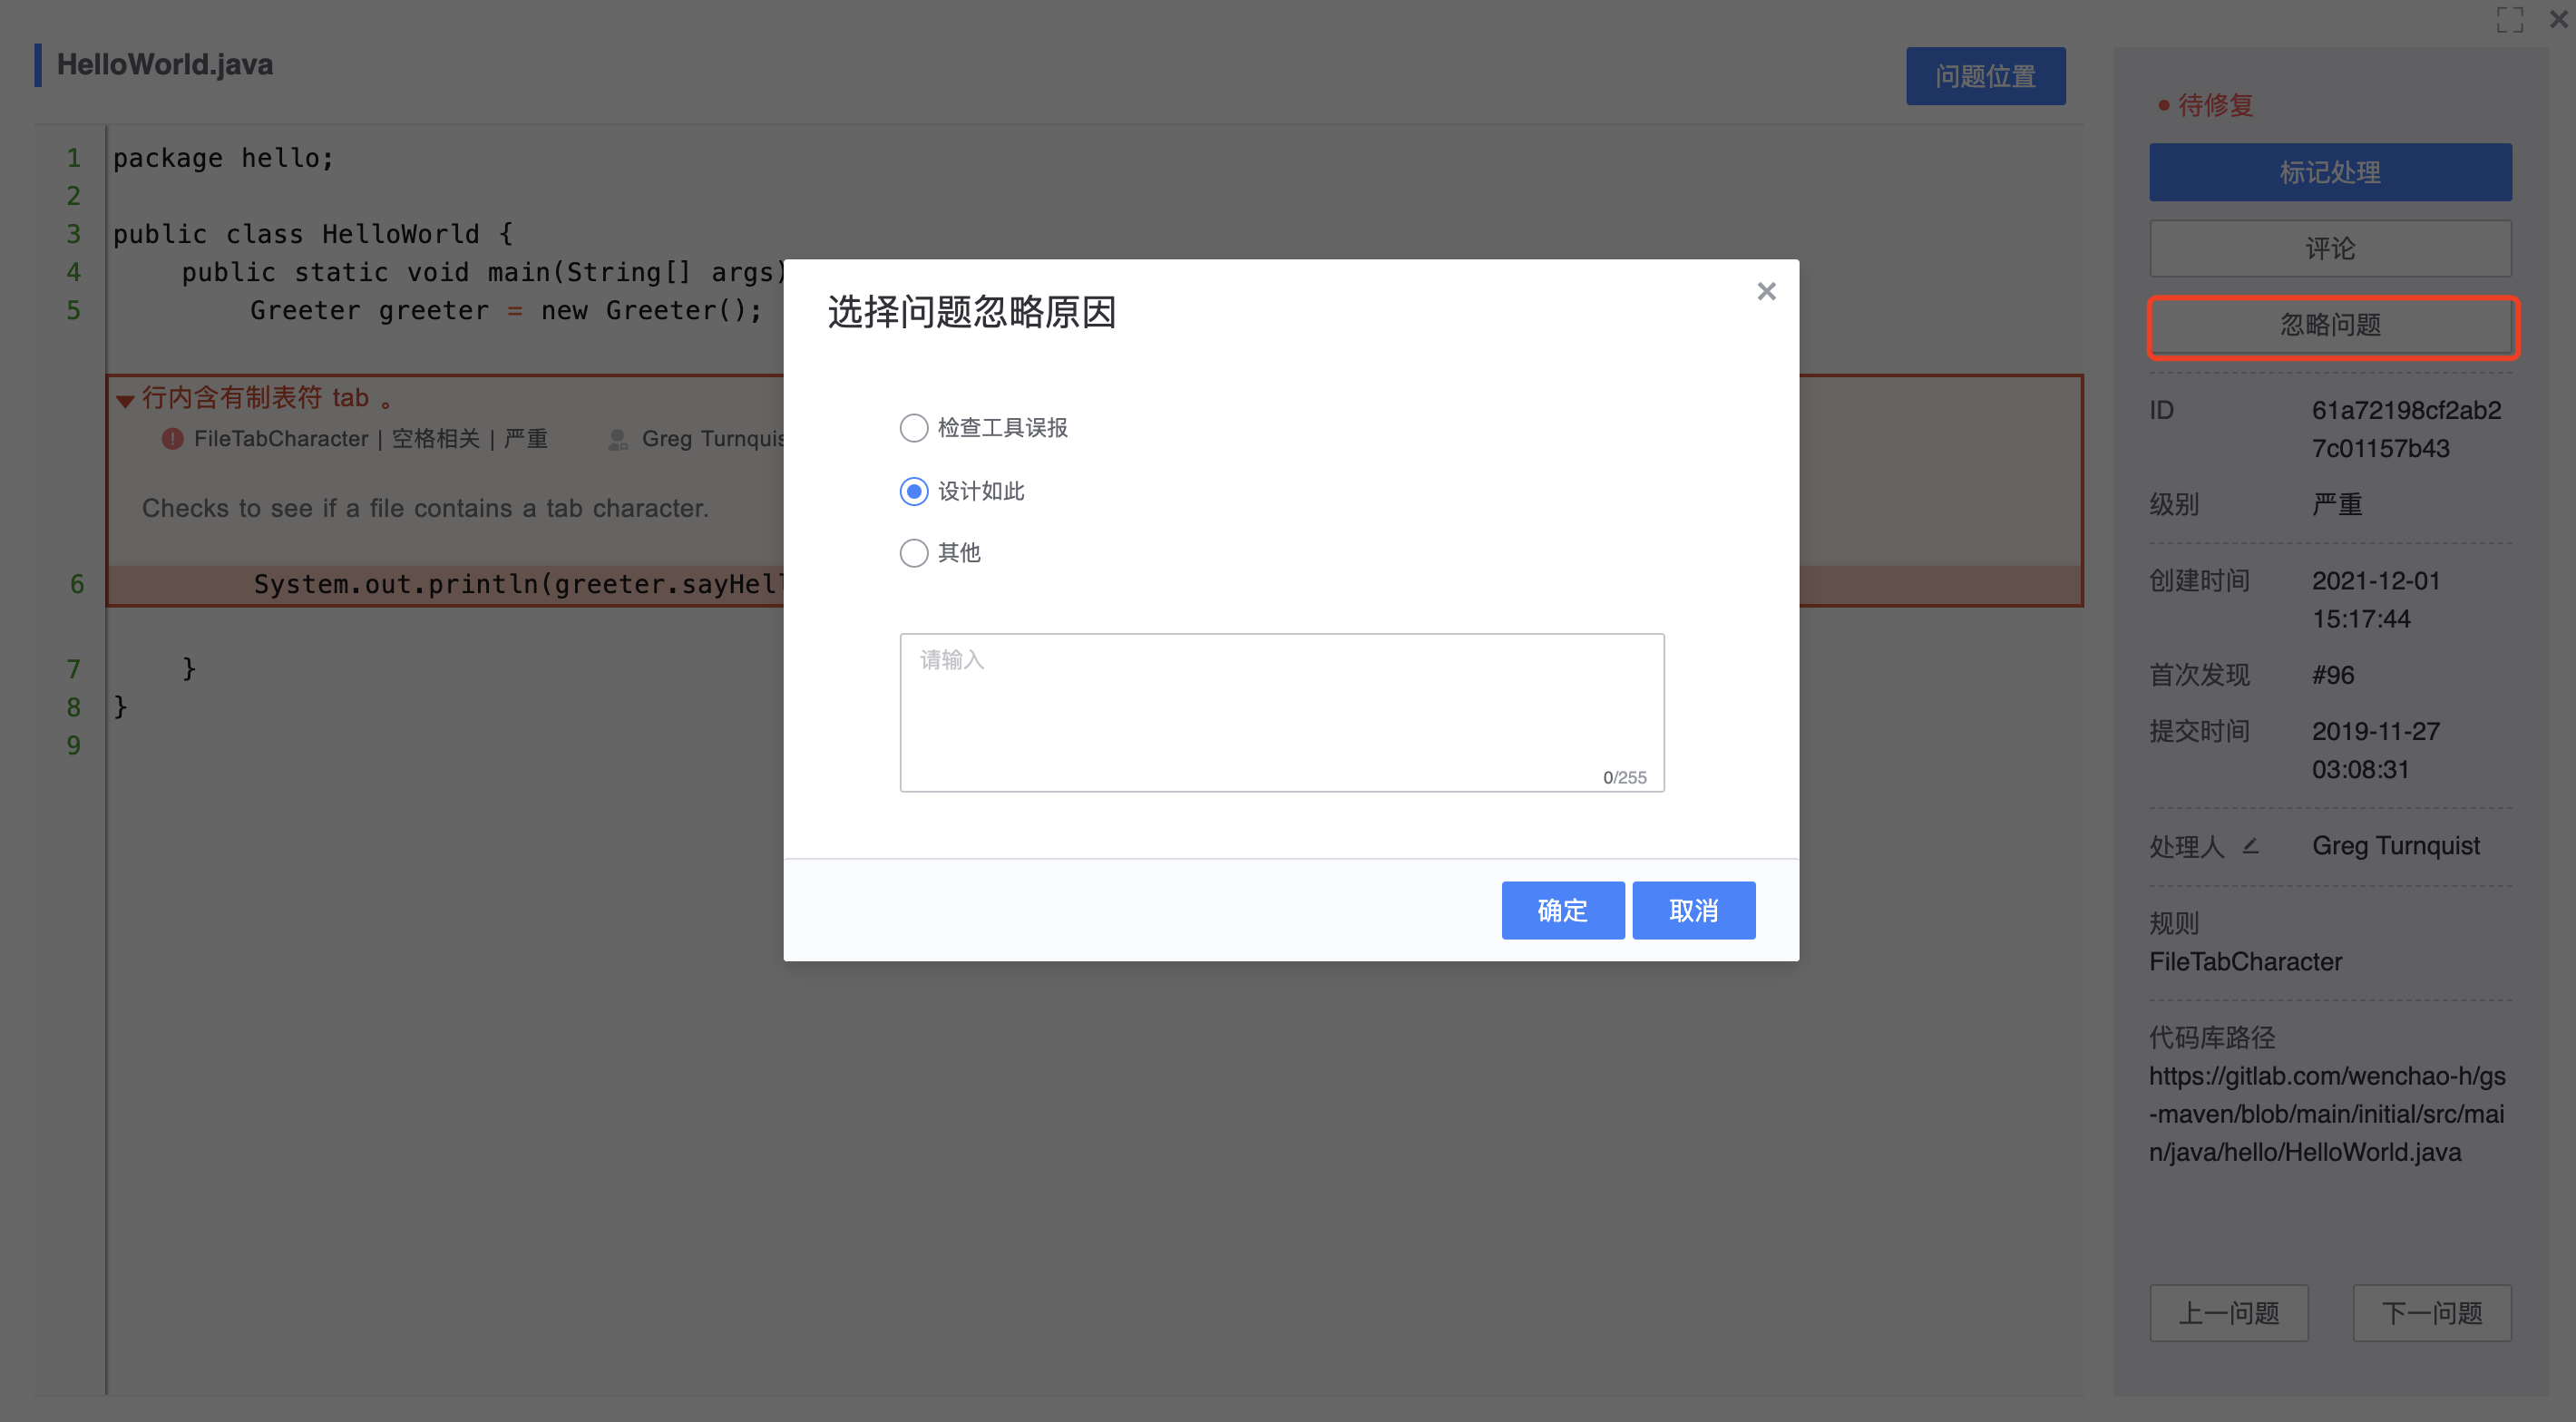 HelloWorld.java
问题位置
1 package hello;
2
3 public class HelloWorld {
4 public static void main(String[] args)
5 Greeter greeter = new Greeter();
行内含有制表符 tab 。
FileTabCharacter | 空格相关 | 严重 Greg Turnquis
Checks to see if a file contains a tab character.
6 System.out.println(greeter.sayHell
7 }
8 }
9
选择问题忽略原因
检查工具误报
设计如此
其他
请输入
0/255
确定 取消
待修复
标记处理
评论
忽略问题
ID 61a72198cf2ab2
7c01157b43
级别 严重
创建时间 2021-12-01
15:17:44
首次发现 #96
提交时间 2019-11-27
03:08:31
处理人 Greg Turnquist
规则
FileTabCharacter
代码库路径
https://gitlab.com/wenchao-h/gs
-maven/blob/main/initial/src/mai
n/java/hello/HelloWorld.java
上一问题 下一问题